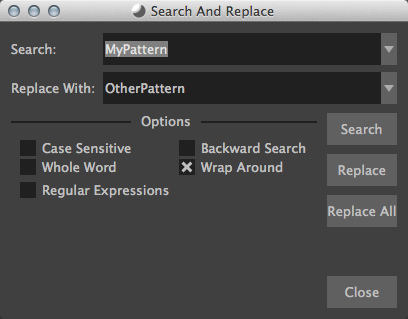 Search And Replace
Search: MyPattern
Replace With: OtherPattern
Options
Case Sensitive Backward Search
Whole Word Wrap Around
Regular Expressions
Search
Replace
Replace All
Close